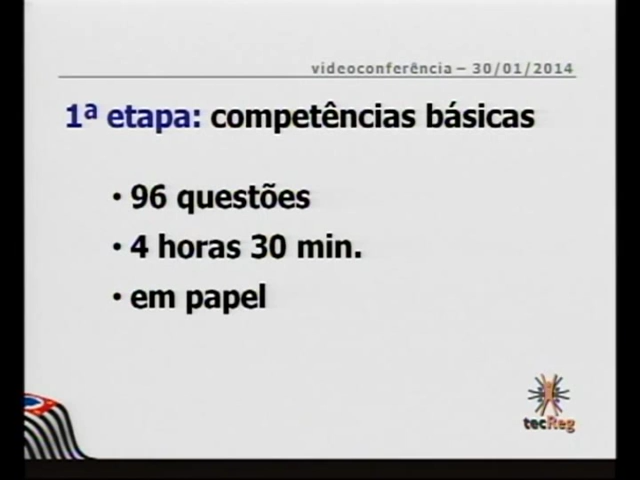 videoconferência – 30/01/2014
1ª etapa: competências básicas
• 96 questões
• 4 horas 30 min.
• em papel
tecReg